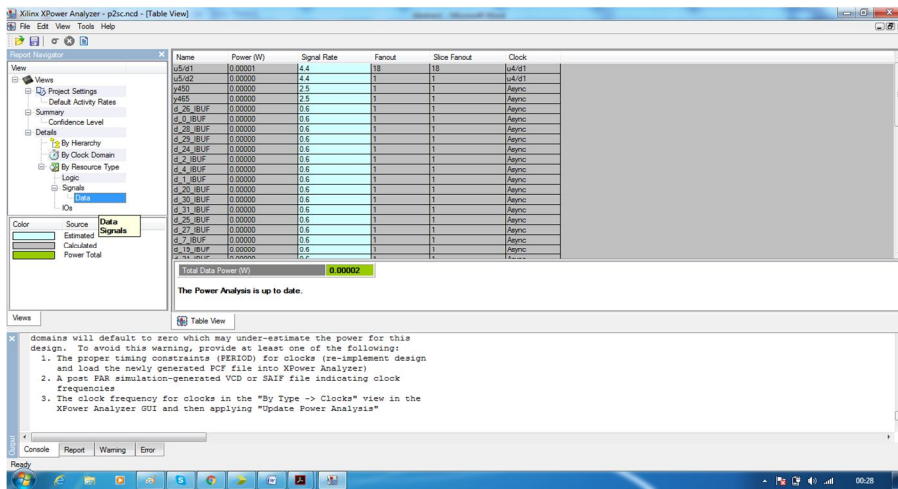 Xilinx XPower Analyzer - p2sc.ncd - [Table View]
File Edit View Tools Help
Report Navigator
View
Views
Project Settings
Default Activity Rates
Summary
Confidence Level
Details
By Hierarchy
By Clock Domain
By Resource Type
Logic
Signals
Data
IOs
Data
Signals
Color Source
Estimated
Calculated
Power Total
Views
Name Power (W) Signal Rate Fanout Slice Fanout Clock
u5/d1 0.00001 4.4 18 18 u4/d1
u5/d2 0.00000 4.4 1 1 u4/d1
y450 0.00000 2.5 1 1 Async
y465 0.00000 2.5 1 1 Async
d_26_IBUF 0.00000 0.6 1 1 Async
d_0_IBUF 0.00000 0.6 1 1 Async
d_28_IBUF 0.00000 0.6 1 1 Async
d_29_IBUF 0.00000 0.6 1 1 Async
d_24_IBUF 0.00000 0.6 1 1 Async
d_2_IBUF 0.00000 0.6 1 1 Async
d_4_IBUF 0.00000 0.6 1 1 Async
d_1_IBUF 0.00000 0.6 1 1 Async
d_20_IBUF 0.00000 0.6 1 1 Async
d_30_IBUF 0.00000 0.6 1 1 Async
d_31_IBUF 0.00000 0.6 1 1 Async
d_25_IBUF 0.00000 0.6 1 1 Async
d_27_IBUF 0.00000 0.6 1 1 Async
d_7_IBUF 0.00000 0.6 1 1 Async
d_19_IBUF 0.00000 0.6 1 1 Async
Total Data Power (W) 0.00002
The Power Analysis is up to date.
Table View
domains will default to zero which may under-estimate the power for this
design. To avoid this warning, provide at least one of the following:
1. The proper timing constraints (PERIOD) for clocks (re-implement design
and load the newly generated PCF file into XPower Analyzer)
2. A post PAR simulation-generated VCD or SAIF file indicating clock
frequencies
3. The clock frequency for clocks in the "By Type -> Clocks" view in the
XPower Analyzer GUI and then applying "Update Power Analysis"
Output
Console Report Warning Error
Ready
00:28